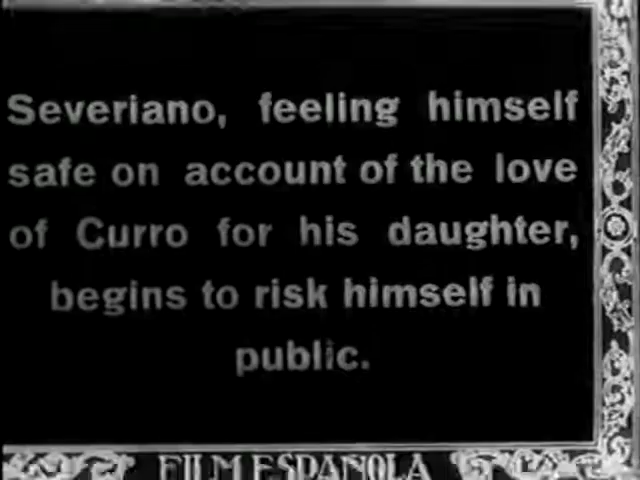 Severiano, feeling himself
safe on account of the love
of Curro for his daughter,
begins to risk himself in
public.
FILM ESPAÑOLA